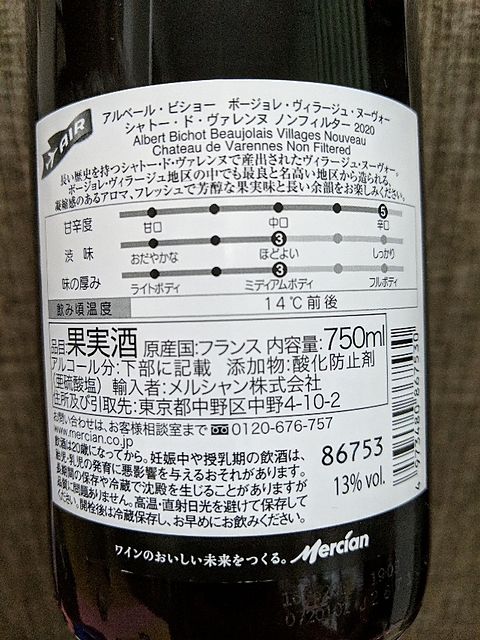 AIR
アルベール・ビショー ボージョレ・ヴィラージュ・ヌーヴォー
シャトー・ド・ヴァレンヌ ノンフィルター 2020
Albert Bichot Beaujolais Villages Nouveau
Chateau de Varennes Non Filtered
長い歴史を持つシャトー・ド・ヴァレンヌで産出されたヴィラージュ・ヌーヴォー。
ボージョレ・ヴィラージュ地区の中でも最良と名高い地区から造られる、
凝縮感のあるアロマ、フレッシュで芳醇な果実味と長い余韻をお楽しみください。
甘辛度 甘口 中口 5 辛口
渋味 おだやかな 3 ほどよい しっかり
味の厚み ライトボディ 3 ミディアムボディ フルボディ
飲み頃温度 14℃前後
品目 果実酒 原産国:フランス 内容量:750ml
アルコール分:下部に記載 添加物:酸化防止剤
(亜硫酸塩) 輸入者:メルシャン株式会社
住所及び引取先:東京都中野区中野4-10-2
お問い合わせは、お客様相談室まで 0120-676-757
www.mercian.co.jp
飲酒は20歳になってから。妊娠中や授乳期の飲酒は、
胎児・乳児の発育に悪影響を与えるおそれがあります。
品質期間の保存や冷蔵で沈殿を生じることがありますが
品質に問題ありません。高温・直射日光を避けて保存して
ください。開栓後は冷蔵保存し、お早めにお飲みください。
86753
13% vol.
4 973480 867530
ワインのおいしい未来をつくる。 Mercian